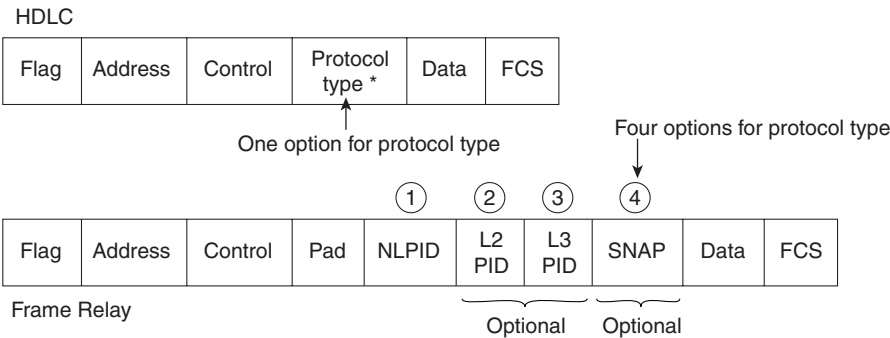 HDLC
Flag Address Control Protocol type * Data FCS
One option for protocol type
Four options for protocol type
1 2 3 4
Flag Address Control Pad NLPID L2 PID L3 PID SNAP Data FCS
Frame Relay
Optional Optional